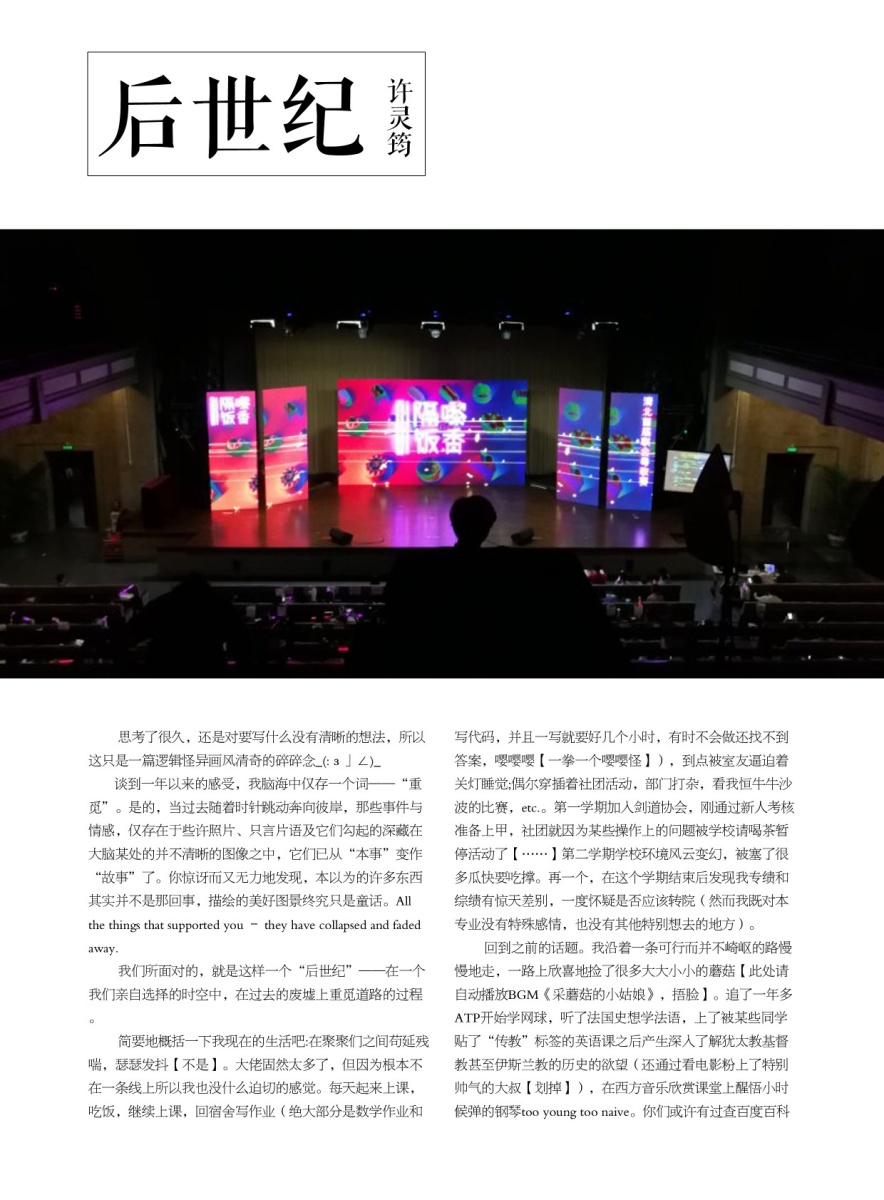 后世纪
许灵筠
隔嚓
饭香
隔嚓
饭香
思考了很久，还是对要写什么没有清晰的想法，所以
这只是一篇逻辑怪异画风清奇的碎碎念_(:з」∠)_
谈到一年以来的感受，我脑海中仅存一个词——“重
觅”。是的，当过去随着时针跳动奔向彼岸，那些事件与
情感，仅存在于些许照片、只言片语及它们勾起的深藏在
大脑某处的并不清晰的图像之中，它们已从“本事”变作
“故事”了。你惊讶而又无力地发现，本以为的许多东西
其实并不是那回事，描绘的美好图景终究只是童话。All
the things that supported you － they have collapsed and faded
away.
我们所面对的，就是这样一个“后世纪”——在一个
我们亲自选择的时空中，在过去的废墟上重觅道路的过程
。
简要地概括一下我现在的生活吧:在聚聚们之间苟延残
喘，瑟瑟发抖【不是】。大佬固然太多了，但因为根本不
在一条线上所以我也没什么迫切的感觉。每天起来上课，
吃饭，继续上课，回宿舍写作业（绝大部分是数学作业和
写代码，并且一写就要好几个小时，有时不会做还找不到
答案，嘤嘤嘤【一拳一个嘤嘤怪】），到点被室友逼迫着
关灯睡觉;偶尔穿插着社团活动，部门打杂，看我恒牛牛沙
波的比赛，etc.。第一学期加入剑道协会，刚通过新人考核
准备上甲，社团就因为某些操作上的问题被学校请喝茶暂
停活动了【……】第二学期学校环境风云变幻，被塞了很
多瓜快要吃撑。再一个，在这个学期结束后发现我专绩和
综绩有惊天差别，一度怀疑是否应该转院（然而我既对本
专业没有特殊感情，也没有其他特别想去的地方）。
回到之前的话题。我沿着一条可行而并不崎岖的路慢
慢地走，一路上欣喜地捡了很多大大小小的蘑菇【此处请
自动播放BGM《采蘑菇的小姑娘》，捂脸】。追了一年多
ATP开始学网球，听了法国史想学法语，上了被某些同学
贴了“传教”标签的英语课之后产生深入了解犹太教基督
教甚至伊斯兰教的历史的欲望（还通过看电影粉上了特别
帅气的大叔【划掉】），在西方音乐欣赏课堂上醒悟小时
候弹的钢琴too young too naive。你们或许有过查百度百科